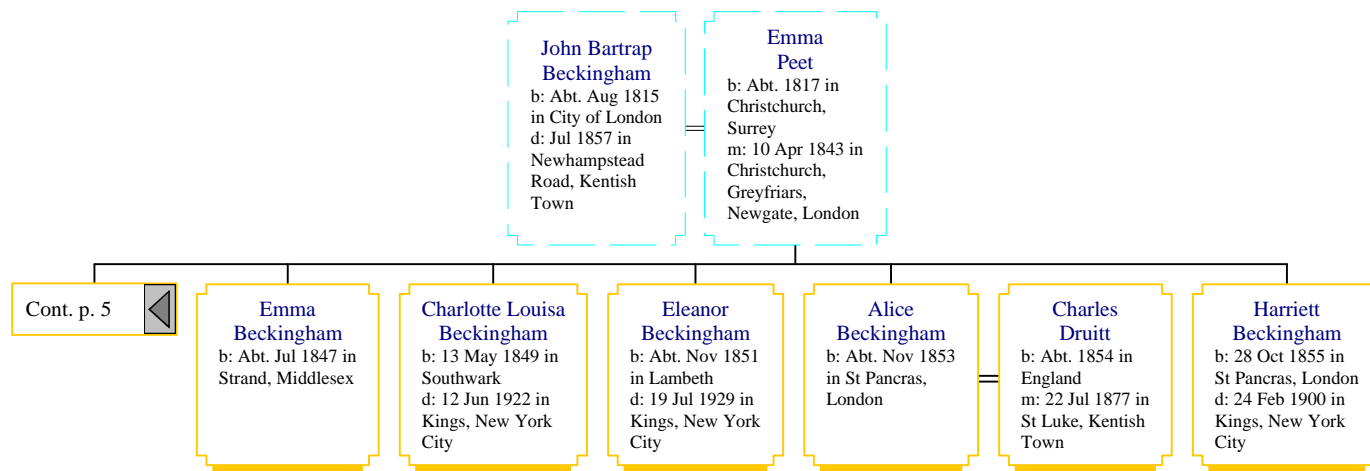 John Bartrap
Beckingham
b: Abt. Aug 1815
in City of London
d: Jul 1857 in
Newhampstead
Road, Kentish
Town
Emma
Peet
b: Abt. 1817 in
Christchurch,
Surrey
m: 10 Apr 1843 in
Christchurch,
Greyfriars,
Newgate, London
Cont. p. 5
Emma
Beckingham
b: Abt. Jul 1847 in
Strand, Middlesex
Charlotte Louisa
Beckingham
b: 13 May 1849 in
Southwark
d: 12 Jun 1922 in
Kings, New York
City
Eleanor
Beckingham
b: Abt. Nov 1851
in Lambeth
d: 19 Jul 1929 in
Kings, New York
City
Alice
Beckingham
b: Abt. Nov 1853
in St Pancras,
London
Charles
Druitt
b: Abt. 1854 in
England
m: 22 Jul 1877 in
St Luke, Kentish
Town
Harriett
Beckingham
b: 28 Oct 1855 in
St Pancras, London
d: 24 Feb 1900 in
Kings, New York
City